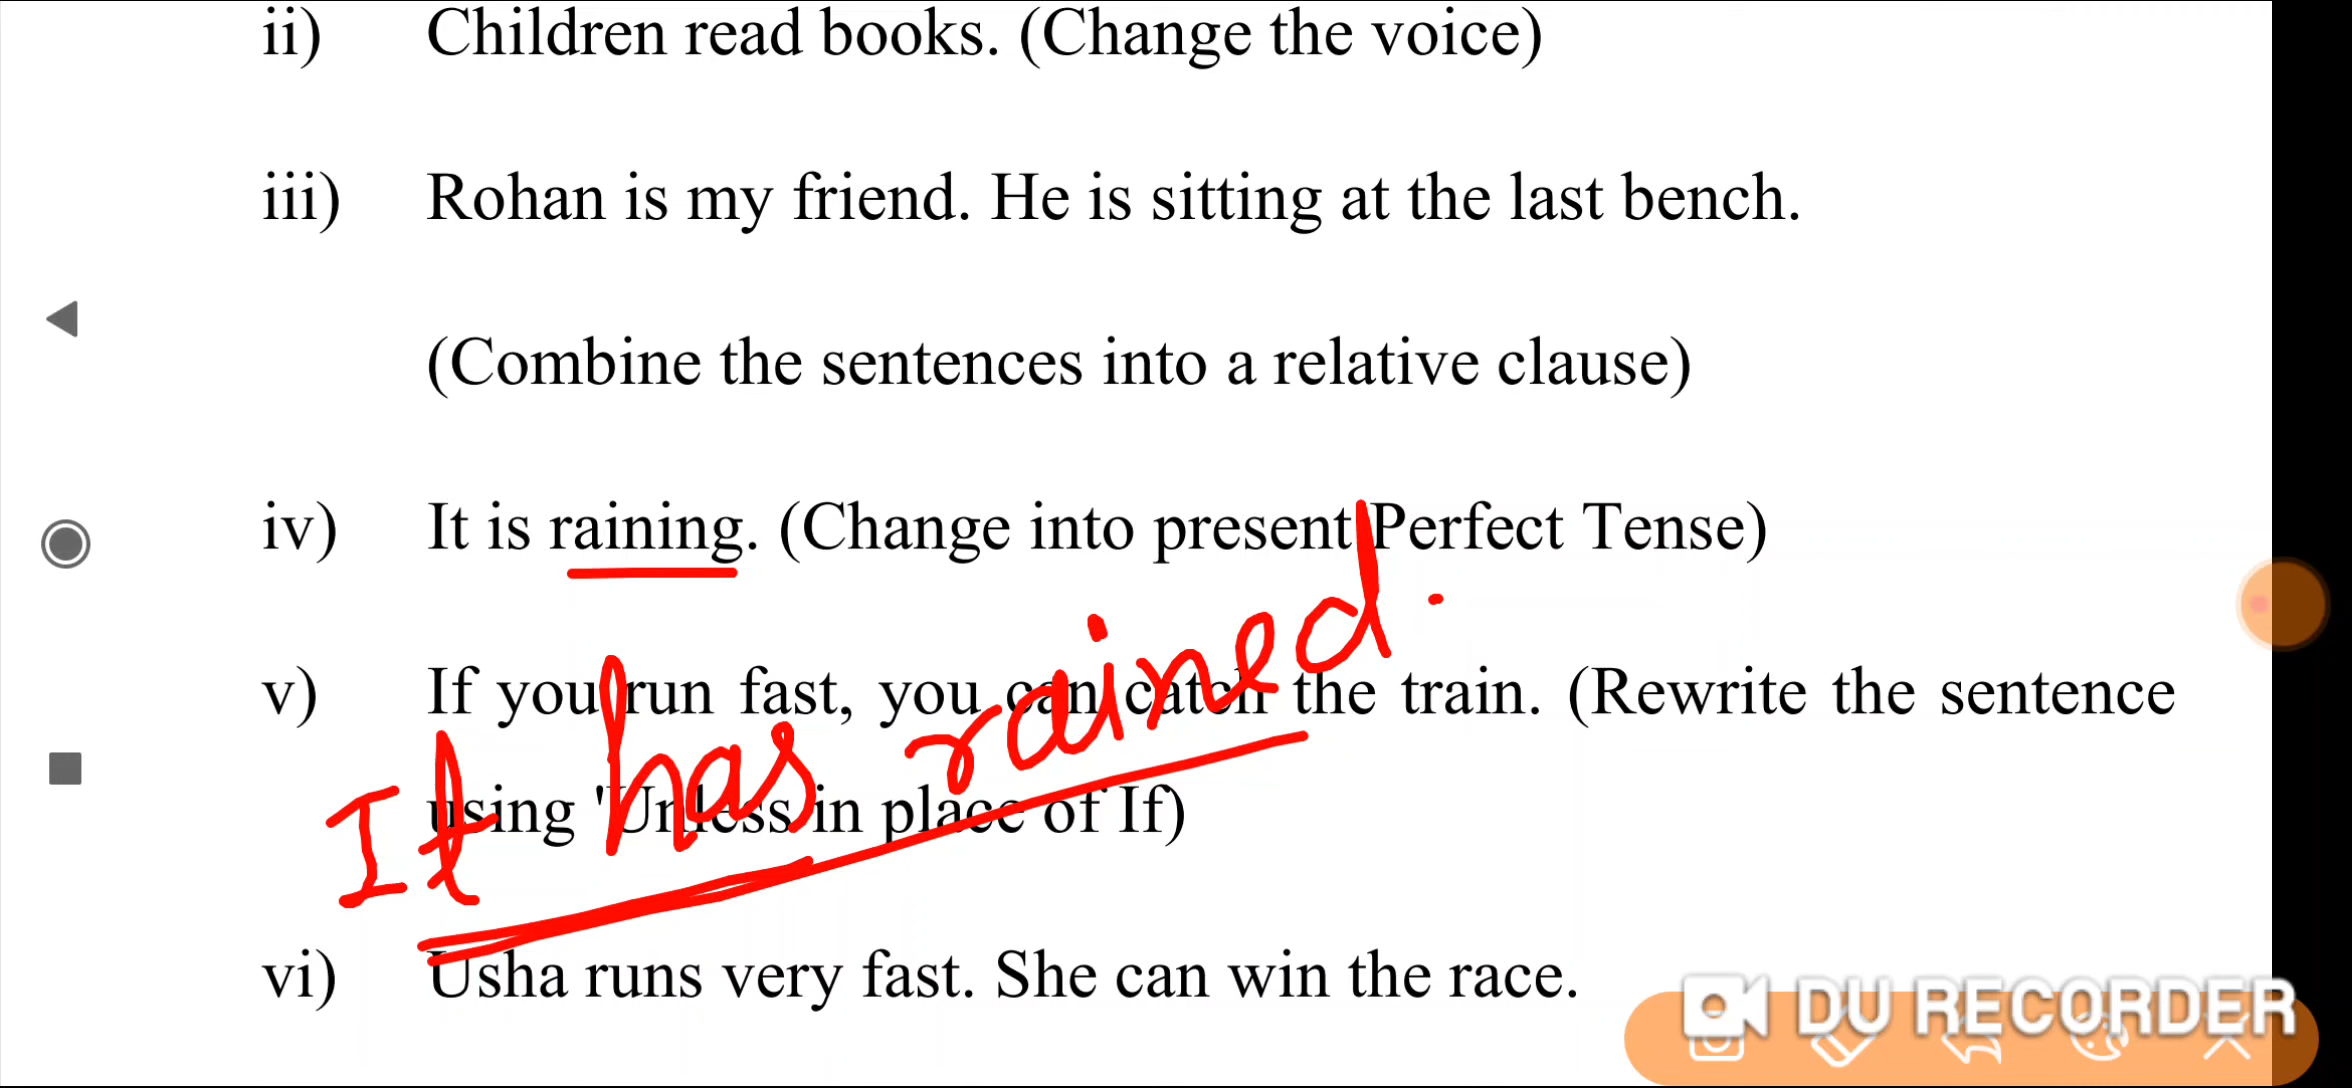 ii) Children read books. (Change the voice)
iii) Rohan is my friend. He is sitting at the last bench.
(Combine the sentences into a relative clause)
iv) It is raining. (Change into present Perfect Tense)
It has rained.
v) If you run fast, you can catch the train. (Rewrite the sentence
using 'Unless in place of If)
vi) Usha runs very fast. She can win the race.
DU RECORDER